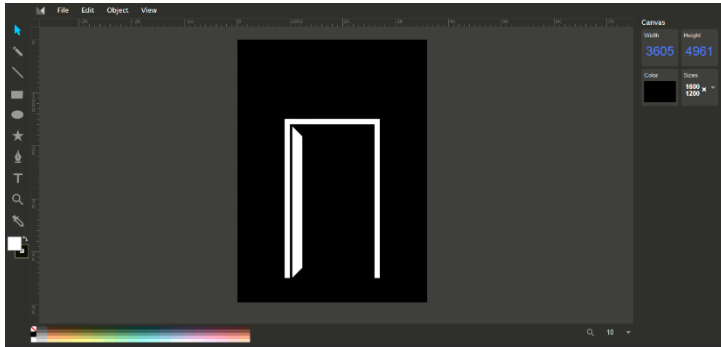 File Edit Object View
Canvas
Width Height
3605 4961
Color Sizes
1600 ×
1200
T
10